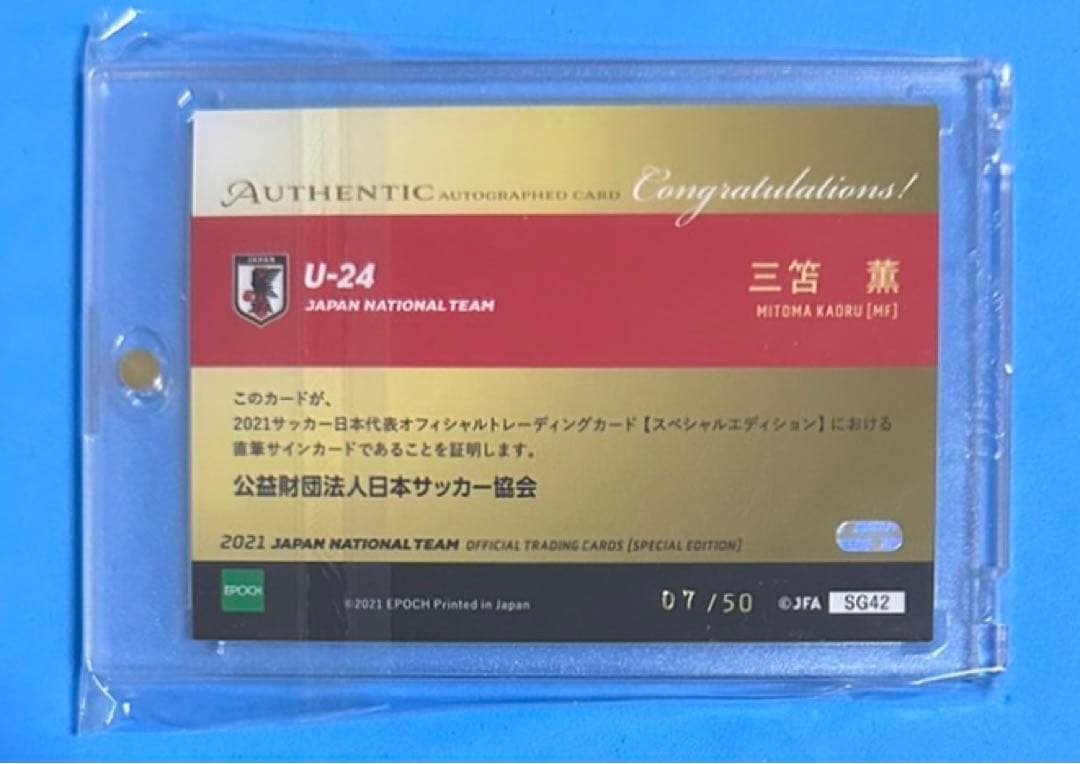 AUTHENTIC AUTOGRAPHED CARD Congratulations!
JAPAN
U-24
JAPAN NATIONAL TEAM
三笘 薫
MITOMA KAORU [MF]
このカードが、
2021サッカー日本代表オフィシャルトレーディングカード【スペシャルエディション】における
直筆サインカードであることを証明します。
公益財団法人日本サッカー協会
2021 JAPAN NATIONAL TEAM OFFICIAL TRADING CARDS [SPECIAL EDITION]
EPOCH
©2021 EPOCH Printed in Japan
07/50
©JFA
SG42